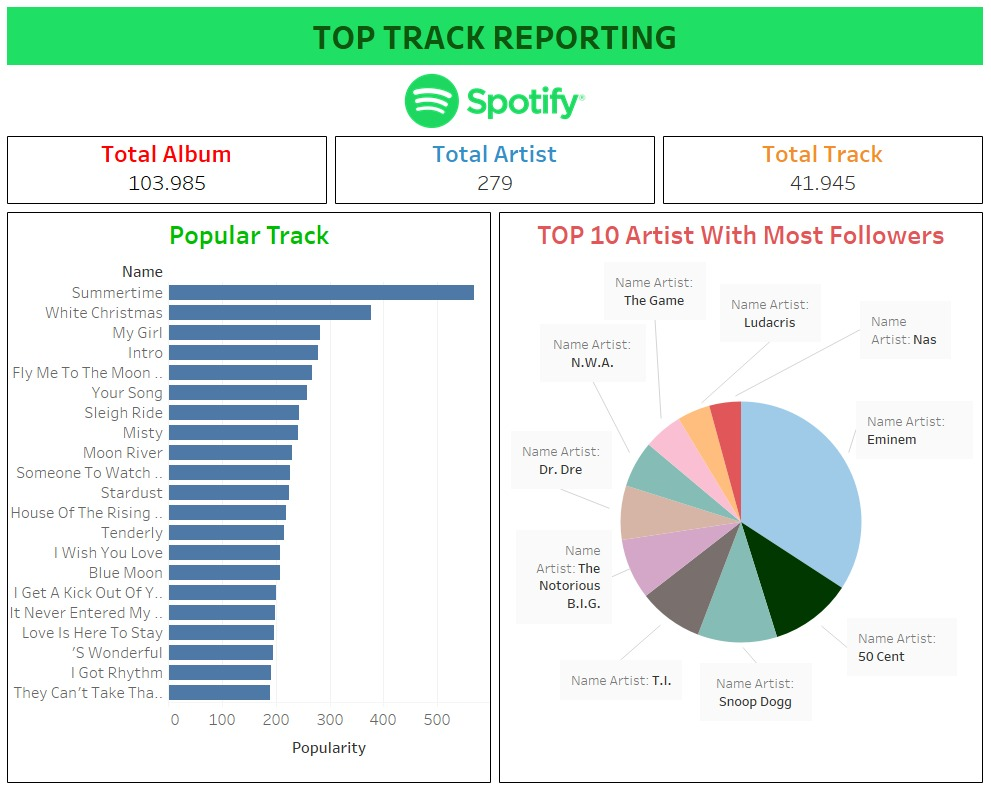 TOP TRACK REPORTING
Spotify®
Total Album
103.985
Total Artist
279
Total Track
41.945
Popular Track
Name
Summertime
White Christmas
My Girl
Intro
Fly Me To The Moon ..
Your Song
Sleigh Ride
Misty
Moon River
Someone To Watch ..
Stardust
House Of The Rising ..
Tenderly
I Wish You Love
Blue Moon
I Get A Kick Out Of Y..
It Never Entered My ..
Love Is Here To Stay
'S Wonderful
I Got Rhythm
They Can't Take Tha..
0 100 200 300 400 500
Popularity
TOP 10 Artist With Most Followers
Name Artist:
The Game
Name Artist:
Ludacris
Name
Artist: Nas
Name Artist:
N.W.A.
Name Artist:
Eminem
Name Artist:
Dr. Dre
Name
Artist: The
Notorious
B.I.G.
Name Artist:
50 Cent
Name Artist: T.I.
Name Artist:
Snoop Dogg